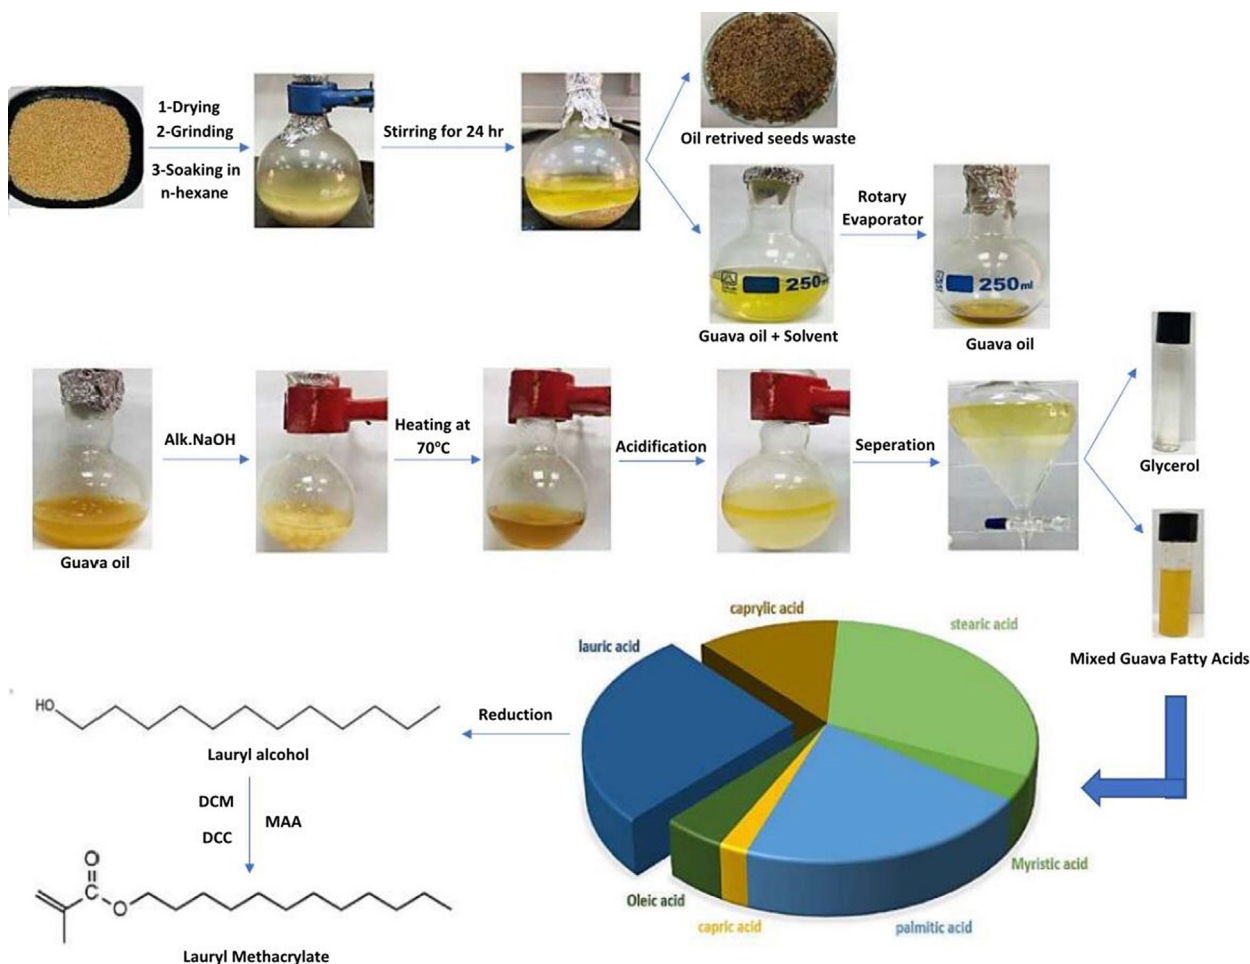 1-Drying
2-Grinding
3-Soaking in
n-hexane
Stirring for 24 hr
Oil retrived seeds waste
Rotary
Evaporator
250 ml
250 ml
Guava oil + Solvent
Guava oil
Guava oil
Alk.NaOH
Heating at
70°C
Acidification
Seperation
Glycerol
Mixed Guava Fatty Acids
caprylic acid
stearic acid
lauric acid
Myristic acid
Oleic acid
capric acid
palmitic acid
Reduction
HO
Lauryl alcohol
DCM
DCC
MAA
O
C
O
Lauryl Methacrylate